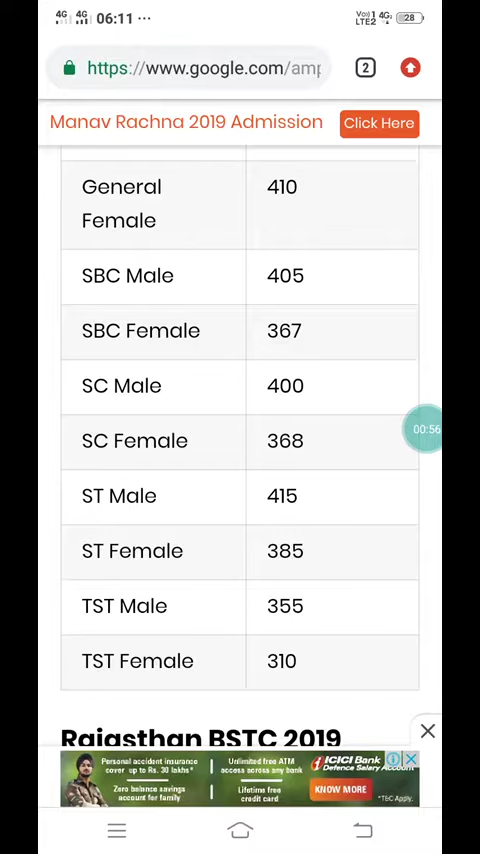 4G 4G 06:11 ···
Vo)) 1 4G
LTE2
28
https://www.google.com/amp
2
Manav Rachna 2019 Admission
Click Here
General Female 410
SBC Male 405
SBC Female 367
SC Male 400
SC Female 368
00:56
ST Male 415
ST Female 385
TST Male 355
TST Female 310
Rajasthan BSTC 2019
Personal accident insurance
cover up to Rs. 30 lakhs*
Unlimited free ATM
access across any bank
Zero balance savings
account for family
Lifetime free
credit card
ICICI Bank
Defence Salary Account
KNOW MORE
*T&C Apply.